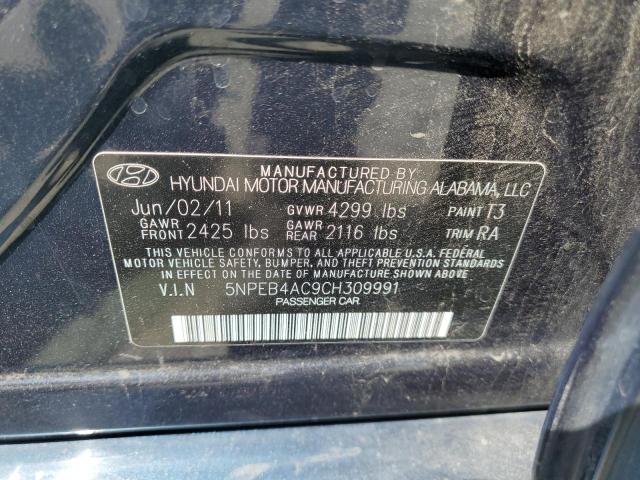 MANUFACTURED BY
HYUNDAI MOTOR MANUFACTURING ALABAMA, LLC
Jun/02/11 GVWR 4299 lbs PAINT T3
GAWR FRONT 2425 lbs GAWR REAR 2116 lbs TRIM RA
THIS VEHICLE CONFORMS TO ALL APPLICABLE U.S.A. FEDERAL
MOTOR VEHICLE SAFETY, BUMPER, AND THEFT PREVENTION STANDARDS
IN EFFECT ON THE DATE OF MANUFACTURE SHOWN ABOVE.
V.I.N 5NPEB4AC9CH309991
PASSENGER CAR